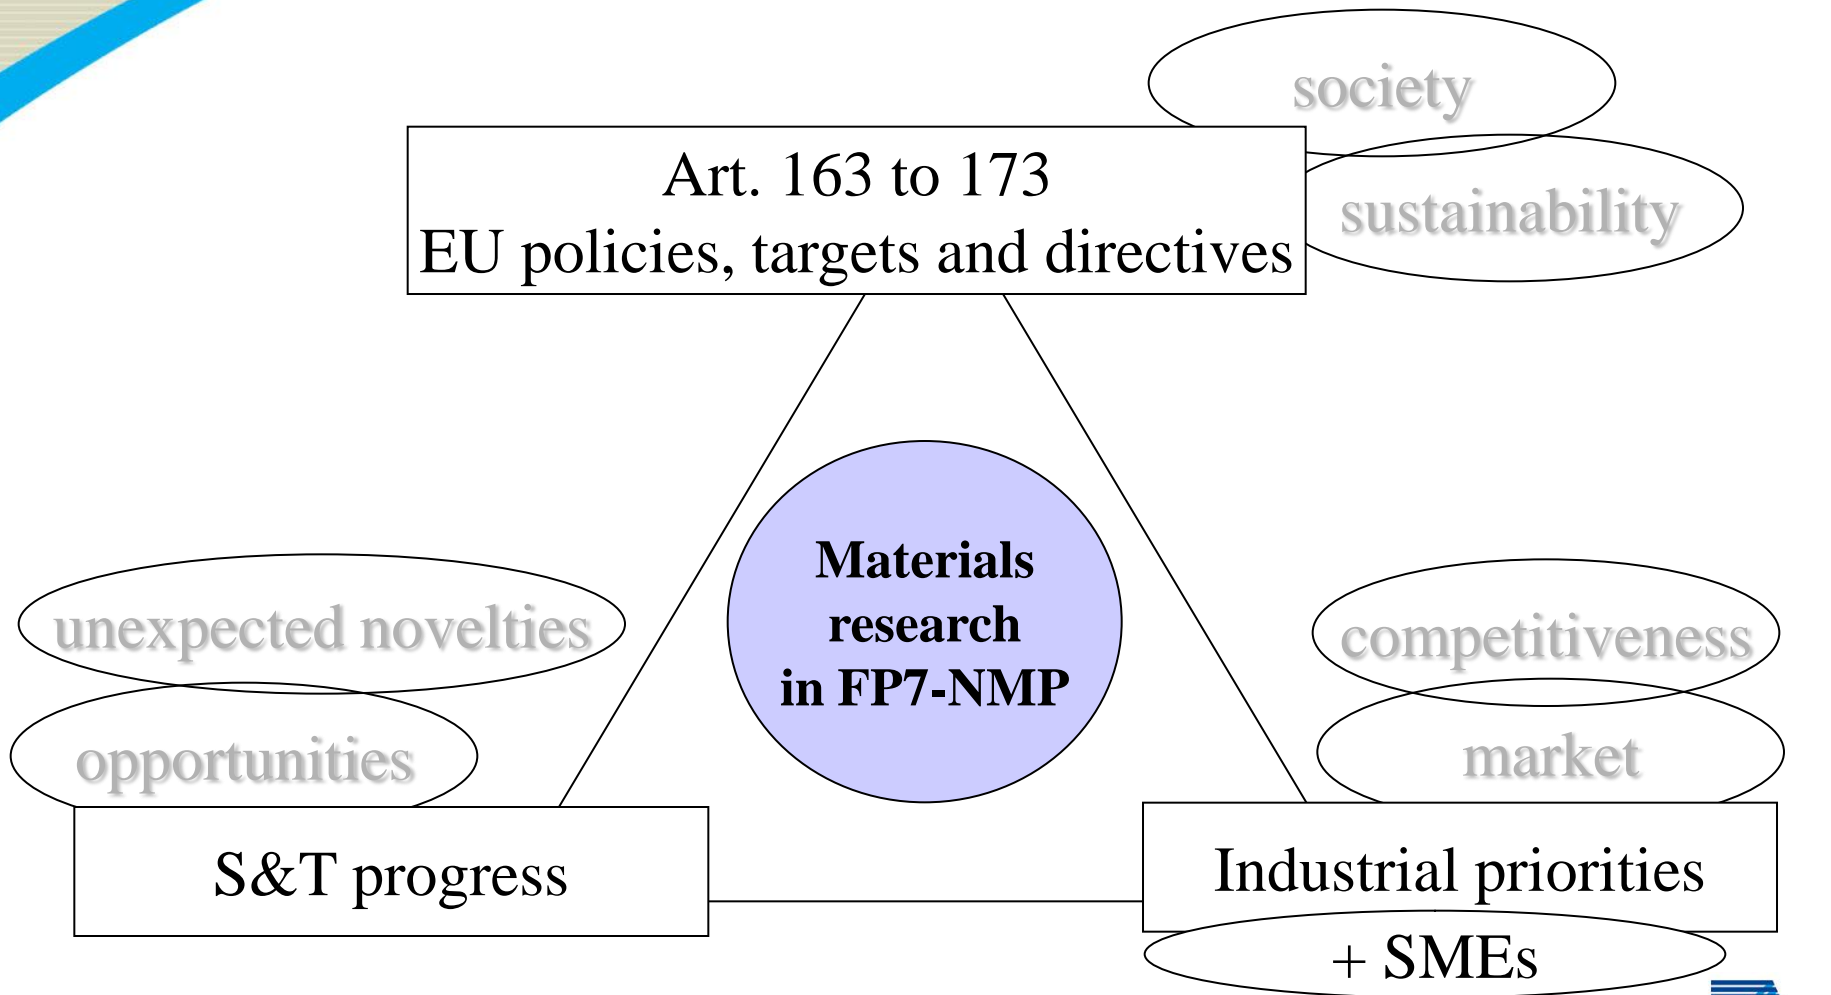 society
Art. 163 to 173
EU policies, targets and directives
sustainability
Materials
research
in FP7-NMP
unexpected novelties
opportunities
competitiveness
market
S&T progress
Industrial priorities
+ SMEs